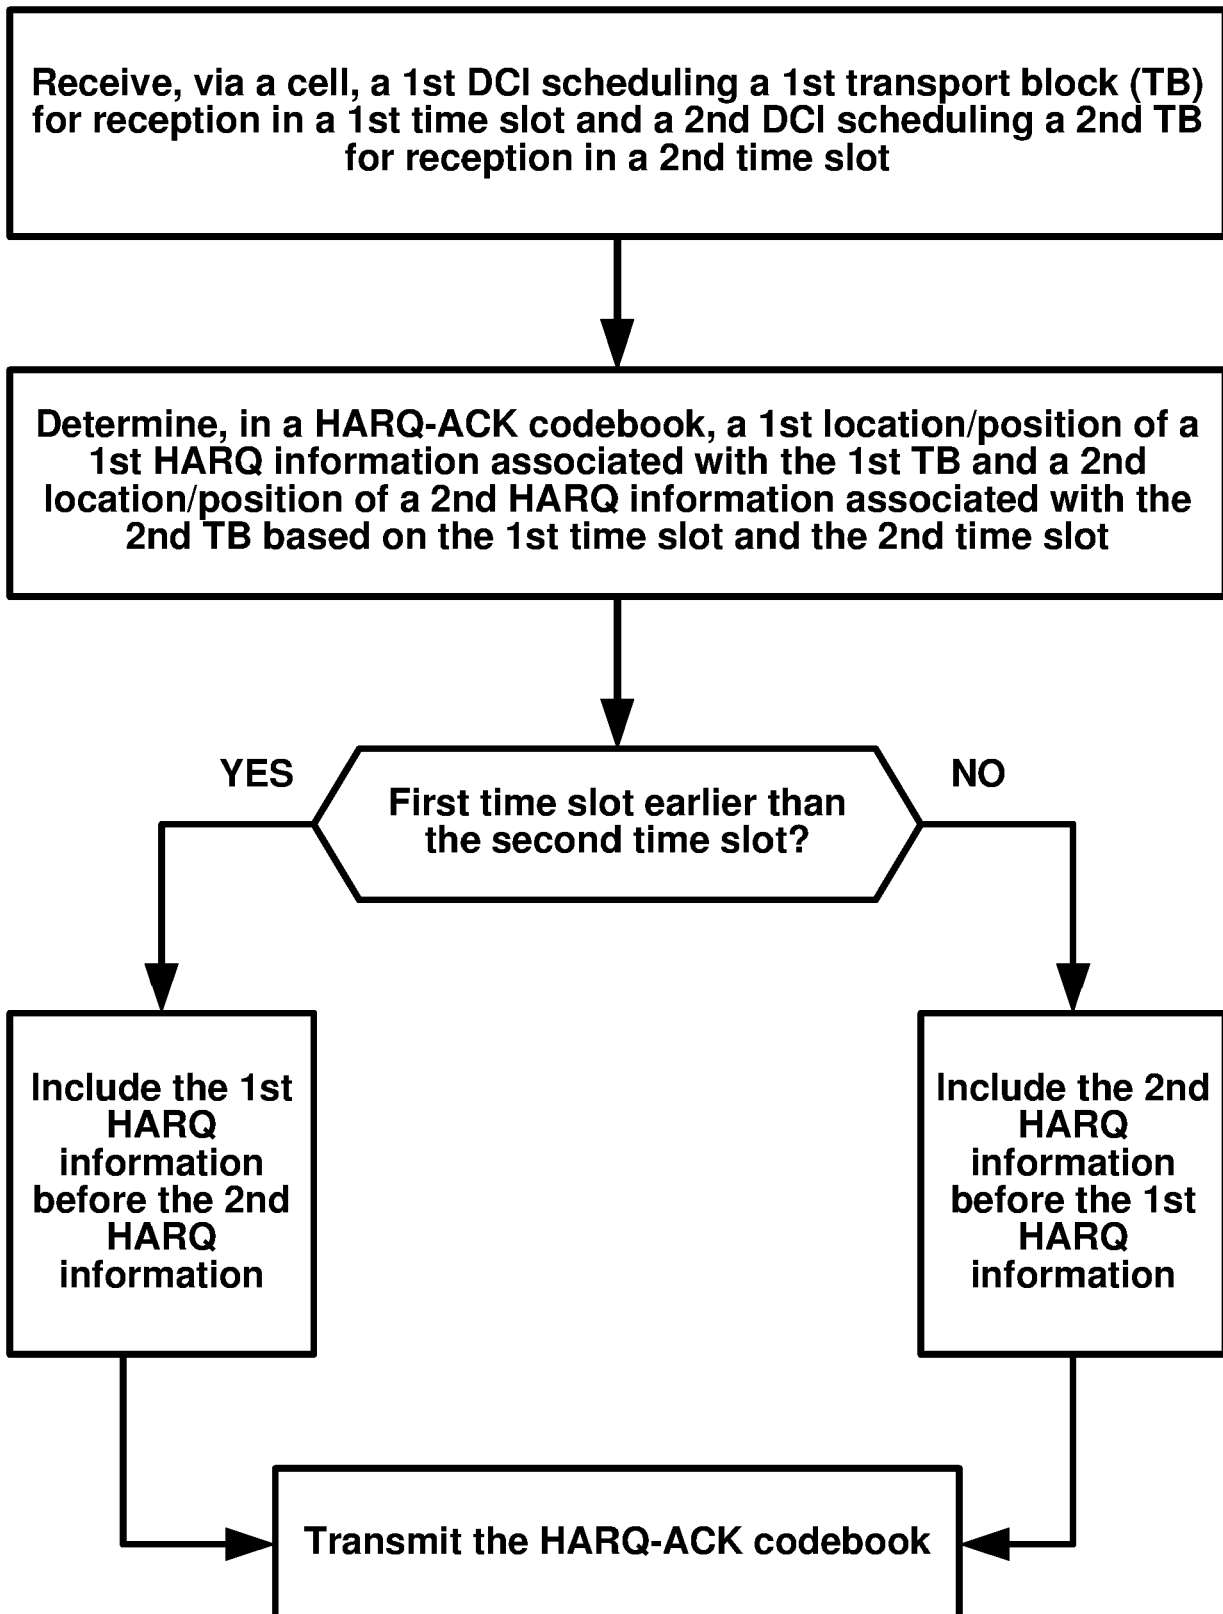 Receive, via a cell, a 1st DCI scheduling a 1st transport block (TB)
for reception in a 1st time slot and a 2nd DCI scheduling a 2nd TB
for reception in a 2nd time slot
Determine, in a HARQ-ACK codebook, a 1st location/position of a
1st HARQ information associated with the 1st TB and a 2nd
location/position of a 2nd HARQ information associated with the
2nd TB based on the 1st time slot and the 2nd time slot
YES
NO
First time slot earlier than
the second time slot?
Include the 1st
HARQ
information
before the 2nd
HARQ
information
Include the 2nd
HARQ
information
before the 1st
HARQ
information
Transmit the HARQ-ACK codebook